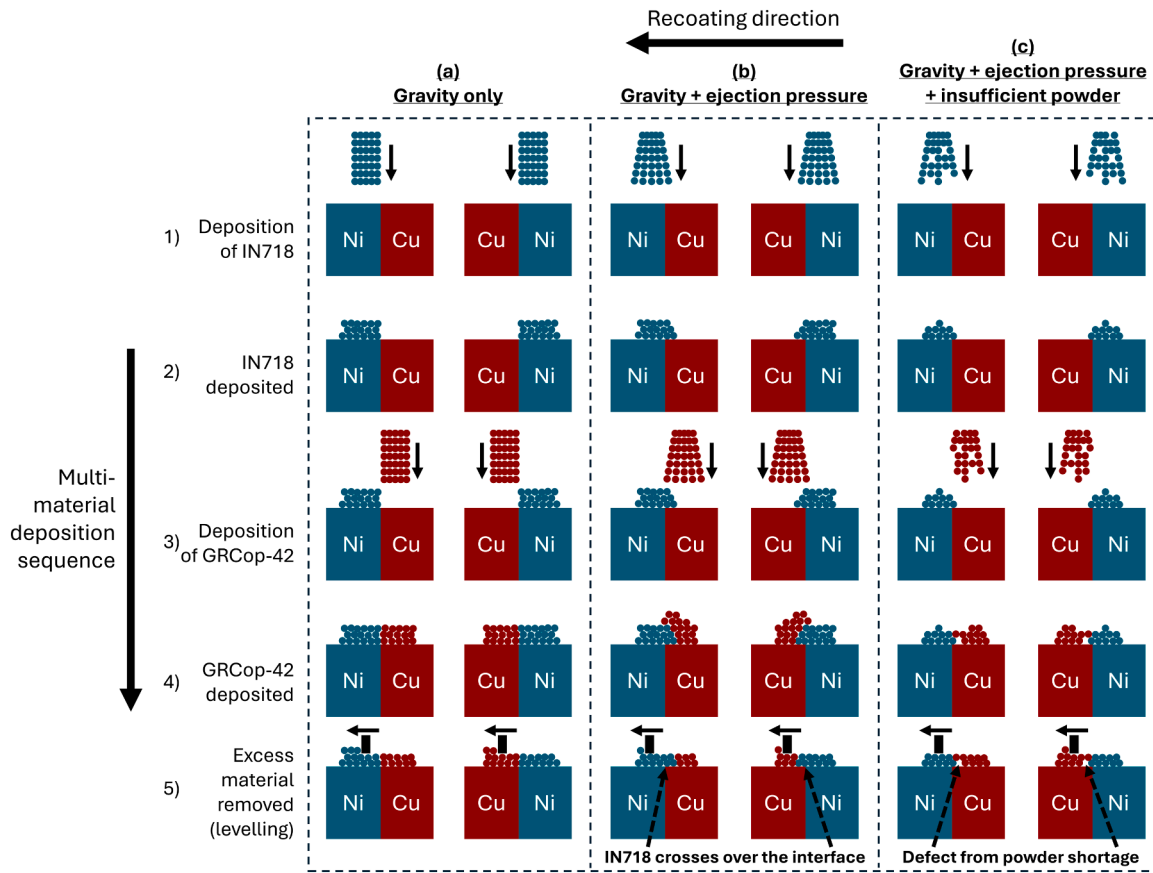 Recoating direction
(a)
Gravity only
(b)
Gravity + ejection pressure
(c)
Gravity + ejection pressure
+ insufficient powder
1) Deposition
of IN718
Ni Cu Cu Ni Ni Cu Cu Ni Ni Cu Cu Ni
2) IN718
deposited
Ni Cu Cu Ni Ni Cu Cu Ni Ni Cu Cu Ni
Multi-
material
deposition
sequence
3) Deposition
of GRCop-42
Ni Cu Cu Ni Ni Cu Cu Ni Ni Cu Cu Ni
4) GRCop-42
deposited
Ni Cu Cu Ni Ni Cu Cu Ni Ni Cu Cu Ni
5) Excess
material
removed
(levelling)
Ni Cu Cu Ni Ni Cu Cu Ni Ni Cu Cu Ni
IN718 crosses over the interface
Defect from powder shortage